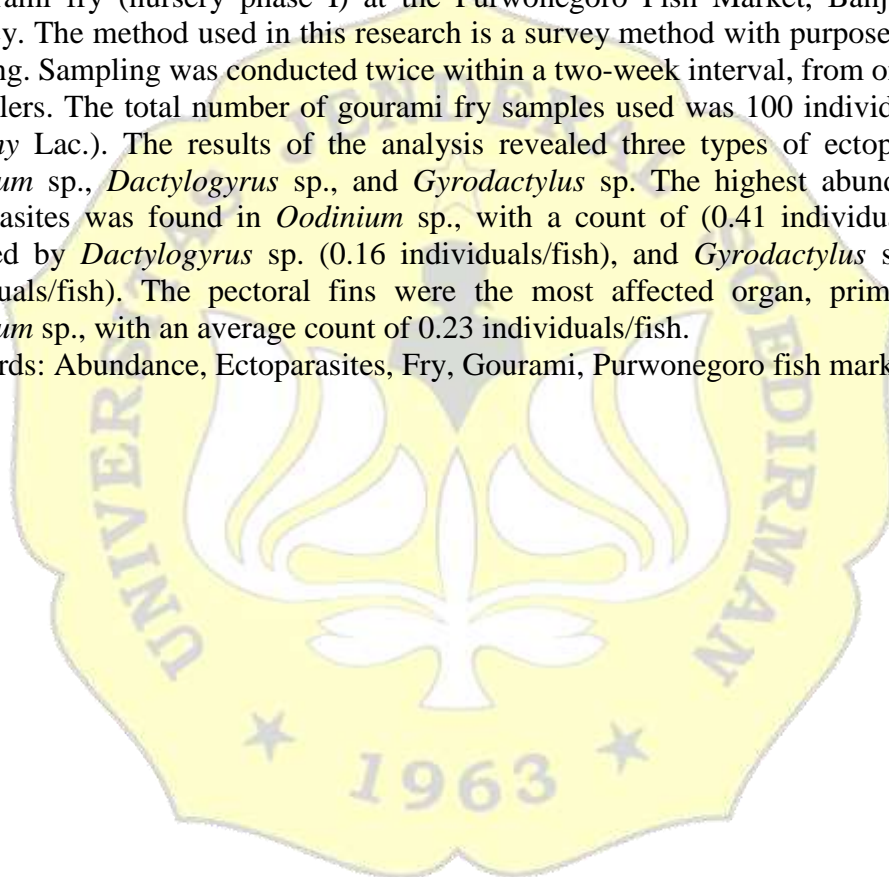 rami fry (nursery phase I) at the Purwonegoro Fish Market, Banj
y. The method used in this research is a survey method with purpose
ng. Sampling was conducted twice within a two-week interval, from o
lers. The total number of gourami fry samples used was 100 individ
ny Lac.). The results of the analysis revealed three types of ectop
um sp., Dactylogyrus sp., and Gyrodactylus sp. The highest abund
asites was found in Oodinium sp., with a count of (0.41 individua
ed by Dactylogyrus sp. (0.16 individuals/fish), and Gyrodactylus s
uals/fish). The pectoral fins were the most affected organ, prim
um sp., with an average count of 0.23 individuals/fish.
rds: Abundance, Ectoparasites, Fry, Gourami, Purwonegoro fish mark
UNIVERSITAS JENDERAL SOEDIRMAN
1963